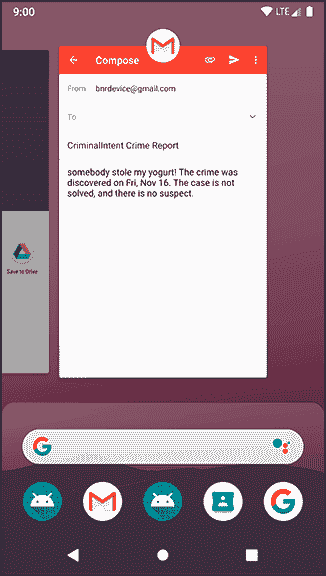 9:00
LTE
Compose
From bnrdevice@gmail.com
To
CriminalIntent Crime Report
somebody stole my yogurt! The crime was
discovered on Fri, Nov 16. The case is not
solved, and there is no suspect.
Save to Drive